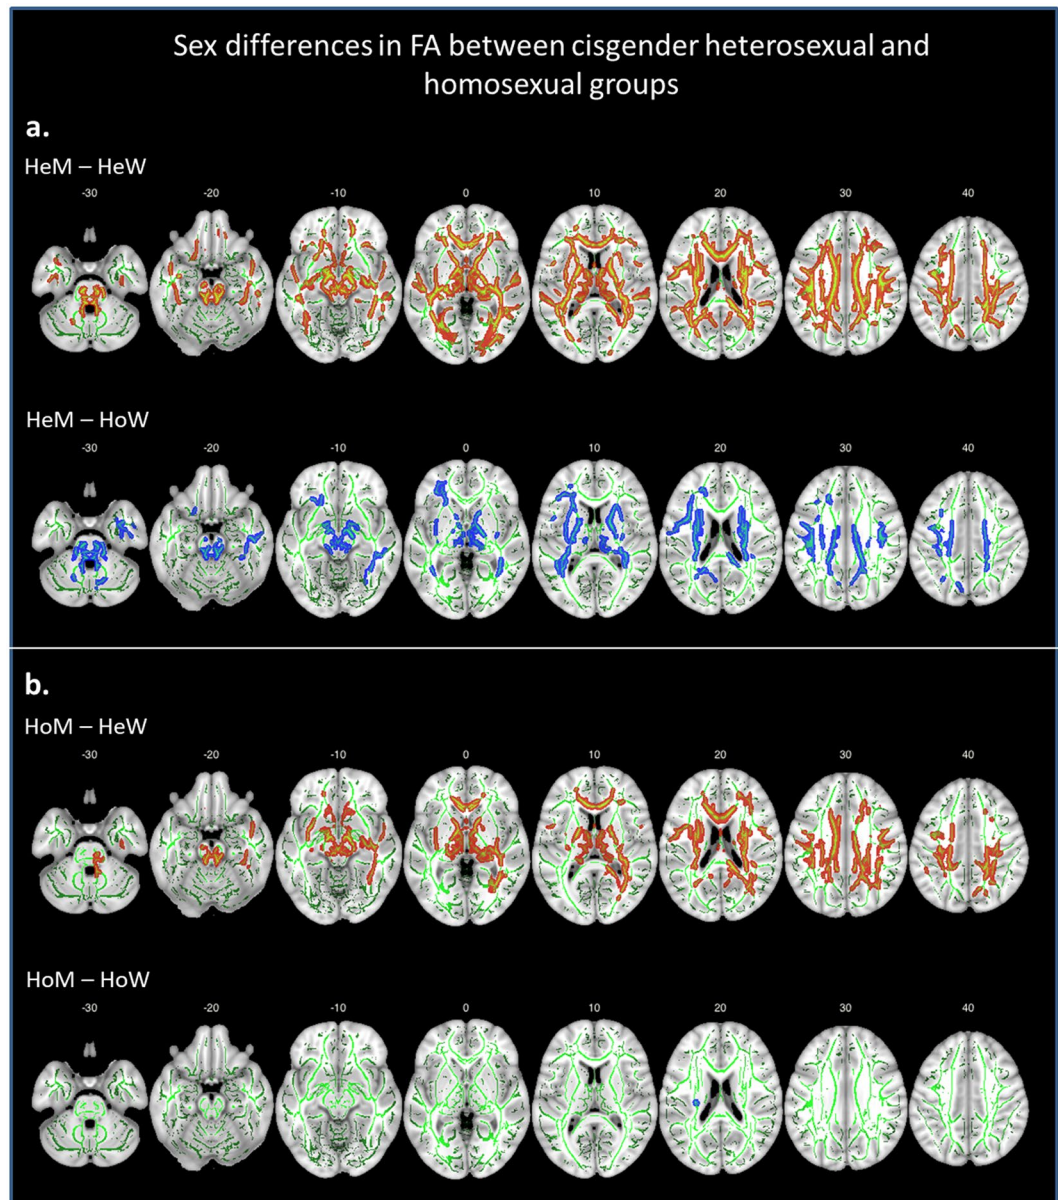 Sex differences in FA between cisgender heterosexual and
homosexual groups
a.
HeM – HeW
-30 -20 -10 0 10 20 30 40
HeM – HoW
-30 -20 -10 0 10 20 30 40
b.
HoM – HeW
-30 -20 -10 0 10 20 30 40
HoM – HoW
-30 -20 -10 0 10 20 30 40